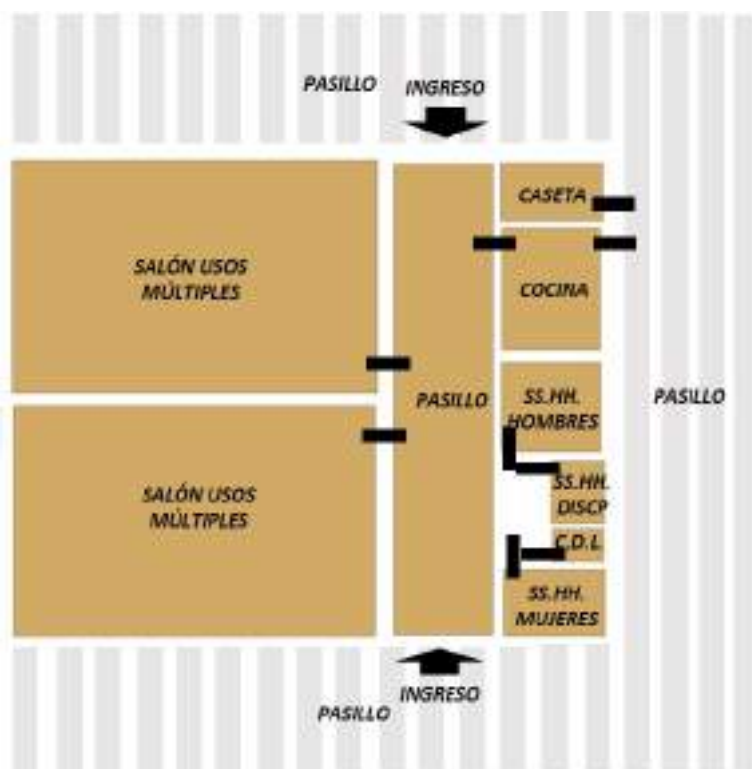 PASILLO INGRESO
CASETA
SALÓN USOS
MÚLTIPLES
COCINA
PASILLO
SS.HH.
HOMBRES
PASILLO
SALÓN USOS
MÚLTIPLES
SS.HH.
DISCP
C.D.L.
SS.HH.
MUJERES
INGRESO
PASILLO